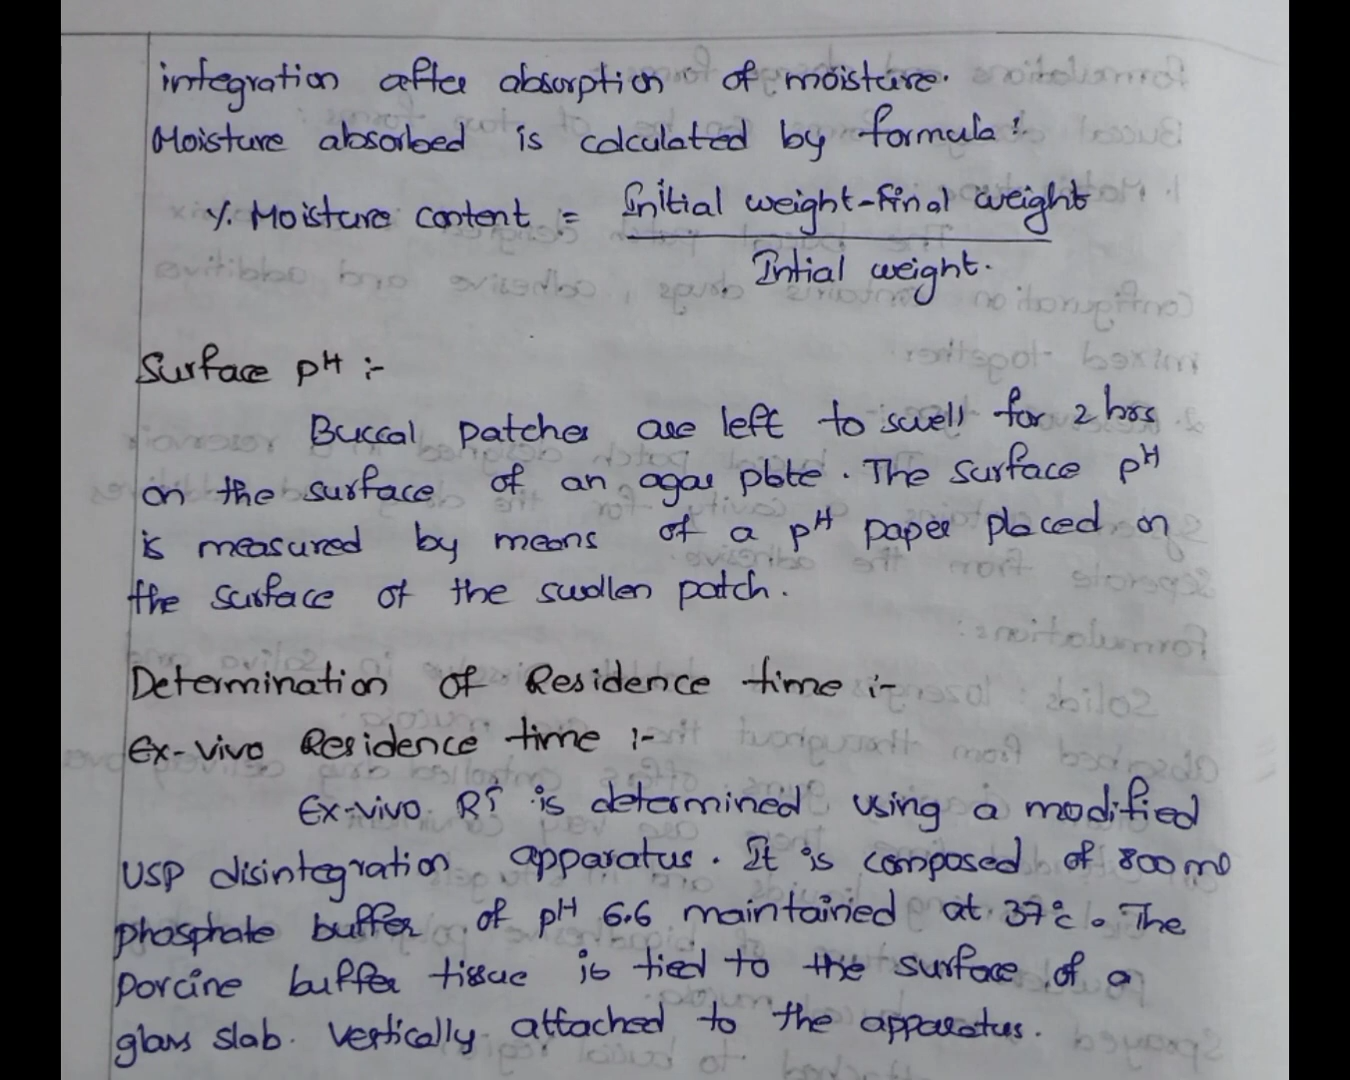 integration after absorption of moisture.
Moisture absorbed is calculated by formula:
% Moisture content = Initial weight-final weight
Intial weight.
Surface pH :-
Buccal patches are left to swell for 2 hrs
on the surface of an agar plate. The surface pH
is measured by means of a pH paper placed on
the surface of the swollen patch.
Determination of Residence time :-
Ex-vivo Residence time :-
Ex-vivo RT is determined using a modified
USP disintegration apparatus. It is composed of 800 ml
phosphate buffer of pH 6.6 maintained at 37°c. The
porcine buffer tissue is tied to the surface of a
glass slab. Vertically attached to the apparatus.